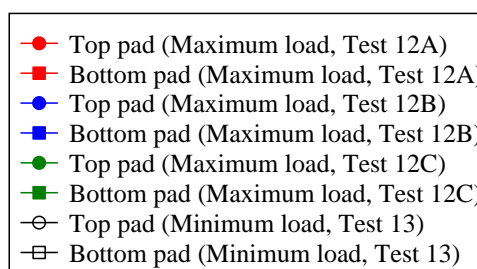 Top pad (Maximum load, Test 12A)
Bottom pad (Maximum load, Test 12A)
Top pad (Maximum load, Test 12B)
Bottom pad (Maximum load, Test 12B)
Top pad (Maximum load, Test 12C)
Bottom pad (Maximum load, Test 12C)
Top pad (Minimum load, Test 13)
Bottom pad (Minimum load, Test 13)